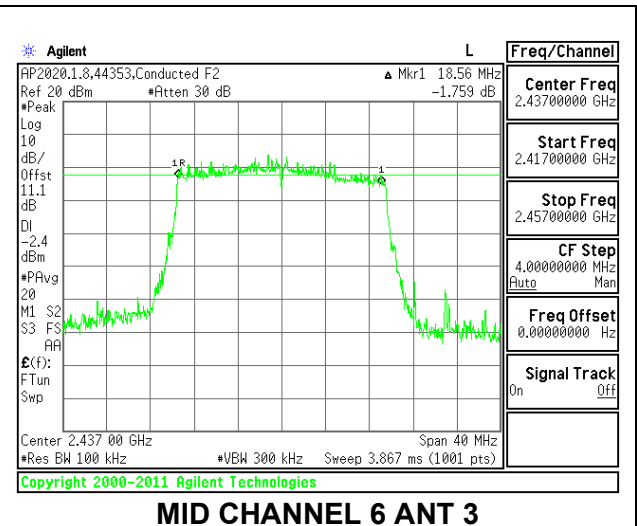 Agilent L
AP2020.1.8,44353,Conducted F2 Δ Mkr1 18.56 MHz
Ref 20 dBm #Atten 30 dB -1.759 dB
#Peak
Log
10
dB/
Offst
11.1
dB
DI
-2.4
dBm
#PAvg
20
M1 S2
S3 FS
AA
£(f):
FTun
Swp
1R
1
Center 2.437 00 GHz Span 40 MHz
#Res BW 100 kHz #VBW 300 kHz Sweep 3.867 ms (1001 pts)
Copyright 2000-2011 Agilent Technologies
Freq/Channel
Center Freq
2.43700000 GHz
Start Freq
2.41700000 GHz
Stop Freq
2.45700000 GHz
CF Step
4.00000000 MHz
Auto Man
Freq Offset
0.00000000 Hz
Signal Track
On Off
MID CHANNEL 6 ANT 3